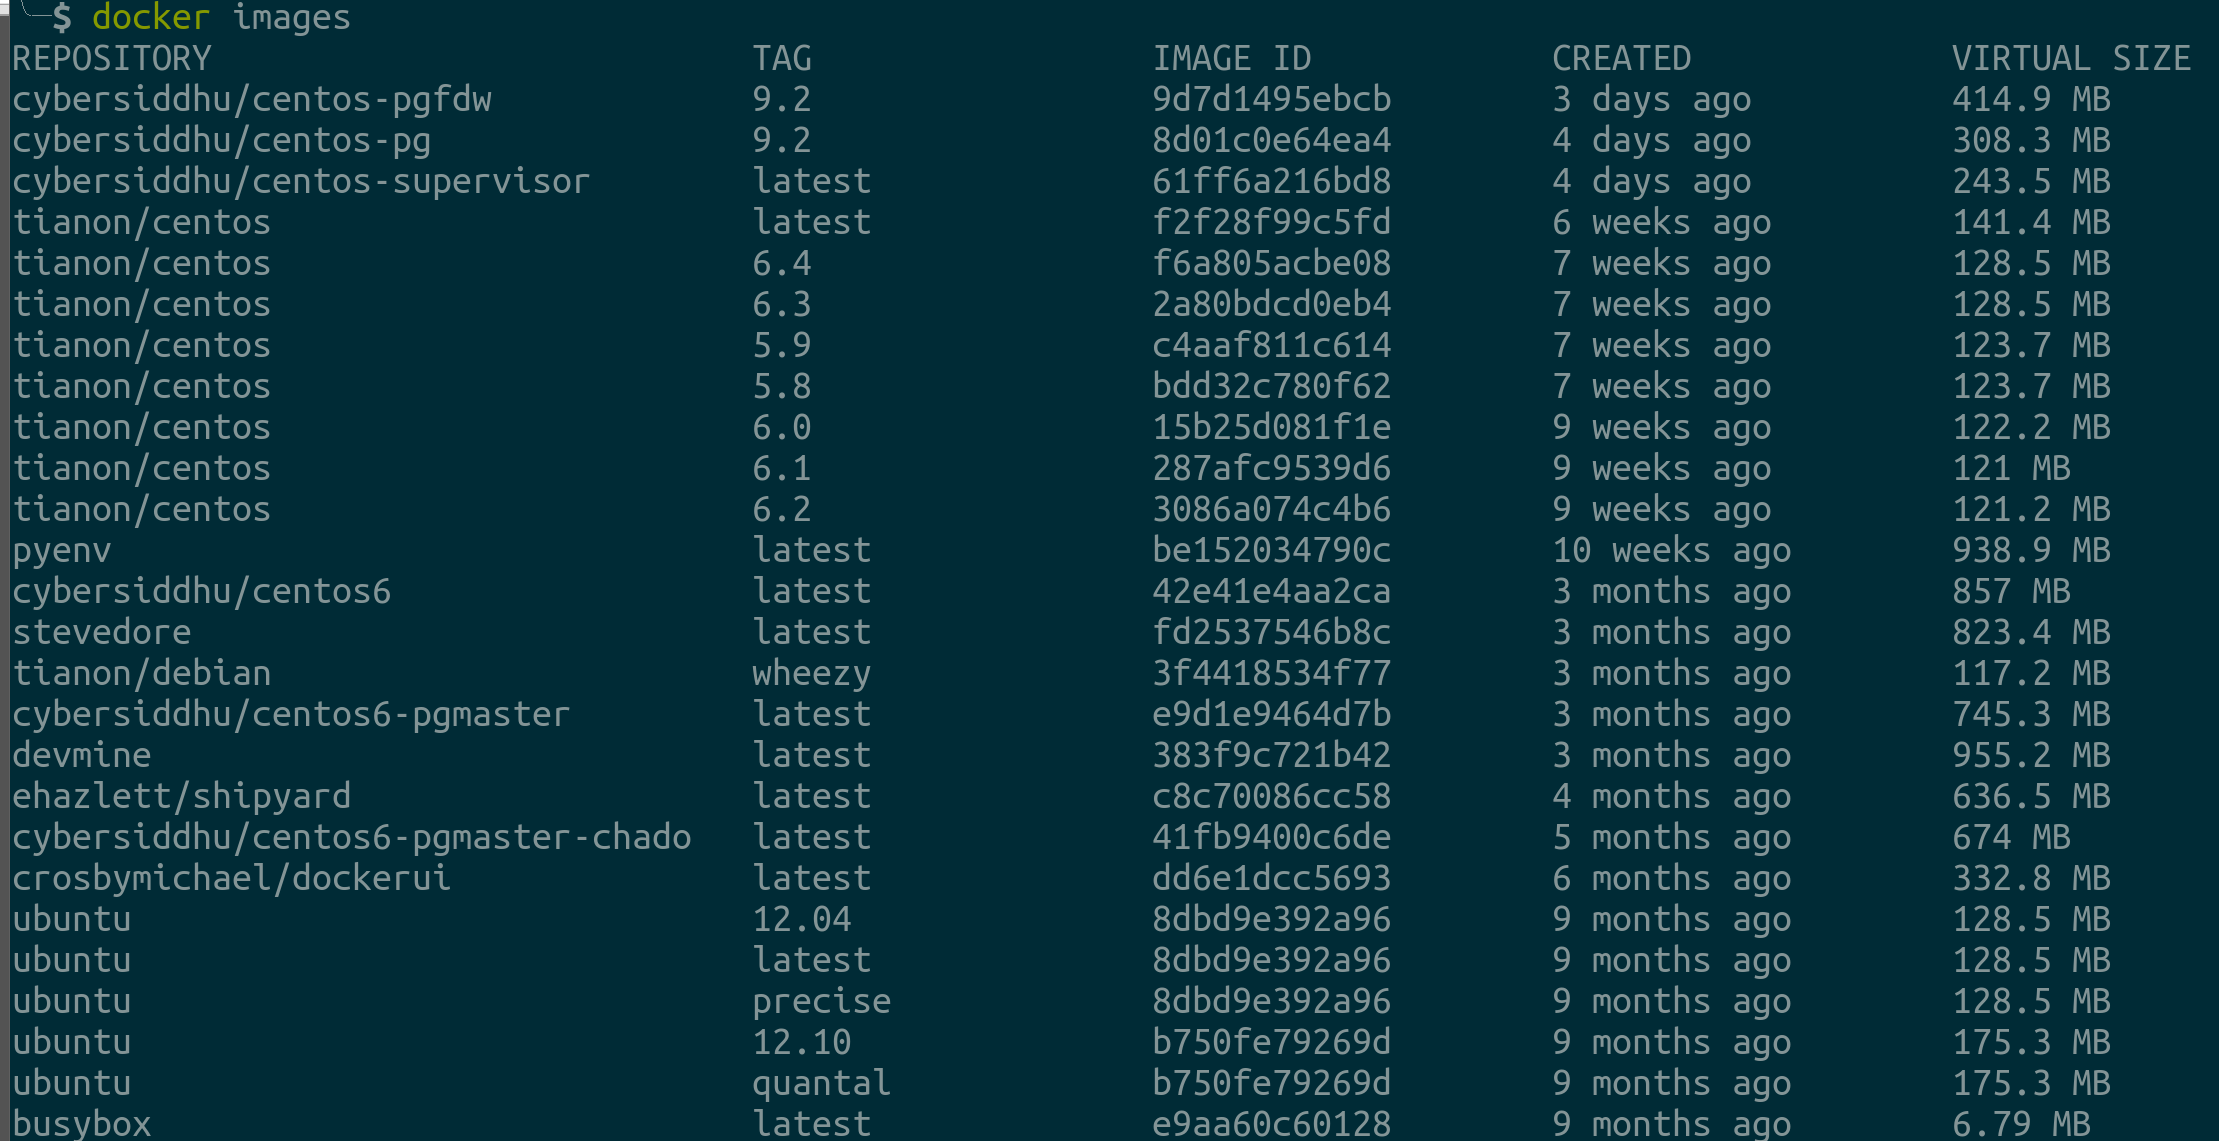 $ docker images
REPOSITORY TAG IMAGE ID CREATED VIRTUAL SIZE
cybersiddhu/centos-pgfdw 9.2 9d7d1495ebcb 3 days ago 414.9 MB
cybersiddhu/centos-pg 9.2 8d01c0e64ea4 4 days ago 308.3 MB
cybersiddhu/centos-supervisor latest 61ff6a216bd8 4 days ago 243.5 MB
tianon/centos latest f2f28f99c5fd 6 weeks ago 141.4 MB
tianon/centos 6.4 f6a805acbe08 7 weeks ago 128.5 MB
tianon/centos 6.3 2a80bdcd0eb4 7 weeks ago 128.5 MB
tianon/centos 5.9 c4aaf811c614 7 weeks ago 123.7 MB
tianon/centos 5.8 bdd32c780f62 7 weeks ago 123.7 MB
tianon/centos 6.0 15b25d081f1e 9 weeks ago 122.2 MB
tianon/centos 6.1 287afc9539d6 9 weeks ago 121 MB
tianon/centos 6.2 3086a074c4b6 9 weeks ago 121.2 MB
pyenv latest be152034790c 10 weeks ago 938.9 MB
cybersiddhu/centos6 latest 42e41e4aa2ca 3 months ago 857 MB
stevedore latest fd2537546b8c 3 months ago 823.4 MB
tianon/debian wheezy 3f4418534f77 3 months ago 117.2 MB
cybersiddhu/centos6-pgmaster latest e9d1e9464d7b 3 months ago 745.3 MB
devmine latest 383f9c721b42 3 months ago 955.2 MB
ehazlett/shipyard latest c8c70086cc58 4 months ago 636.5 MB
cybersiddhu/centos6-pgmaster-chado latest 41fb9400c6de 5 months ago 674 MB
crosbymichael/dockerui latest dd6e1dcc5693 6 months ago 332.8 MB
ubuntu 12.04 8dbd9e392a96 9 months ago 128.5 MB
ubuntu latest 8dbd9e392a96 9 months ago 128.5 MB
ubuntu precise 8dbd9e392a96 9 months ago 128.5 MB
ubuntu 12.10 b750fe79269d 9 months ago 175.3 MB
ubuntu quantal b750fe79269d 9 months ago 175.3 MB
busybox latest e9aa60c60128 9 months ago 6.79 MB